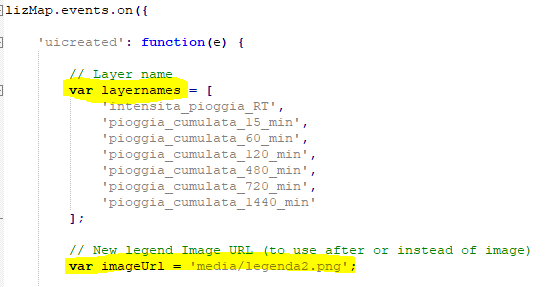 lizMap.events.on({
'uicreated': function(e) {
// Layer name
var layernames = [
'intensita_pioggia_RT',
'pioggia_cumulata_15_min',
'pioggia_cumulata_60_min',
'pioggia_cumulata_120_min',
'pioggia_cumulata_480_min',
'pioggia_cumulata_720_min',
'pioggia_cumulata_1440_min'
];
// New legend Image URL (to use after or instead of image)
var imageUrl = 'media/legenda2.png';